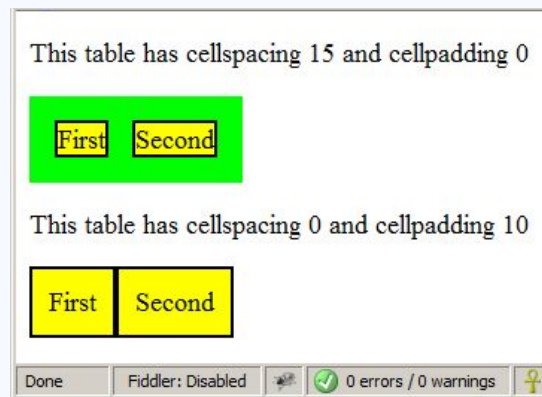 This table has cellspacing 15 and cellpadding 0
First Second
This table has cellspacing 0 and cellpadding 10
First Second
Done Fiddler: Disabled 0 errors / 0 warnings